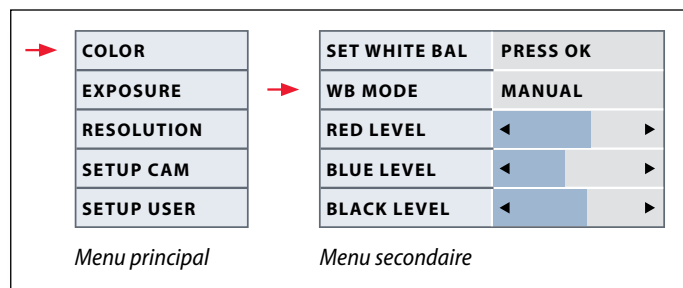 COLOR
EXPOSURE
RESOLUTION
SETUP CAM
SETUP USER
Menu principal
SET WHITE BAL PRESS OK
WB MODE MANUAL
RED LEVEL
BLUE LEVEL
BLACK LEVEL
Menu secondaire